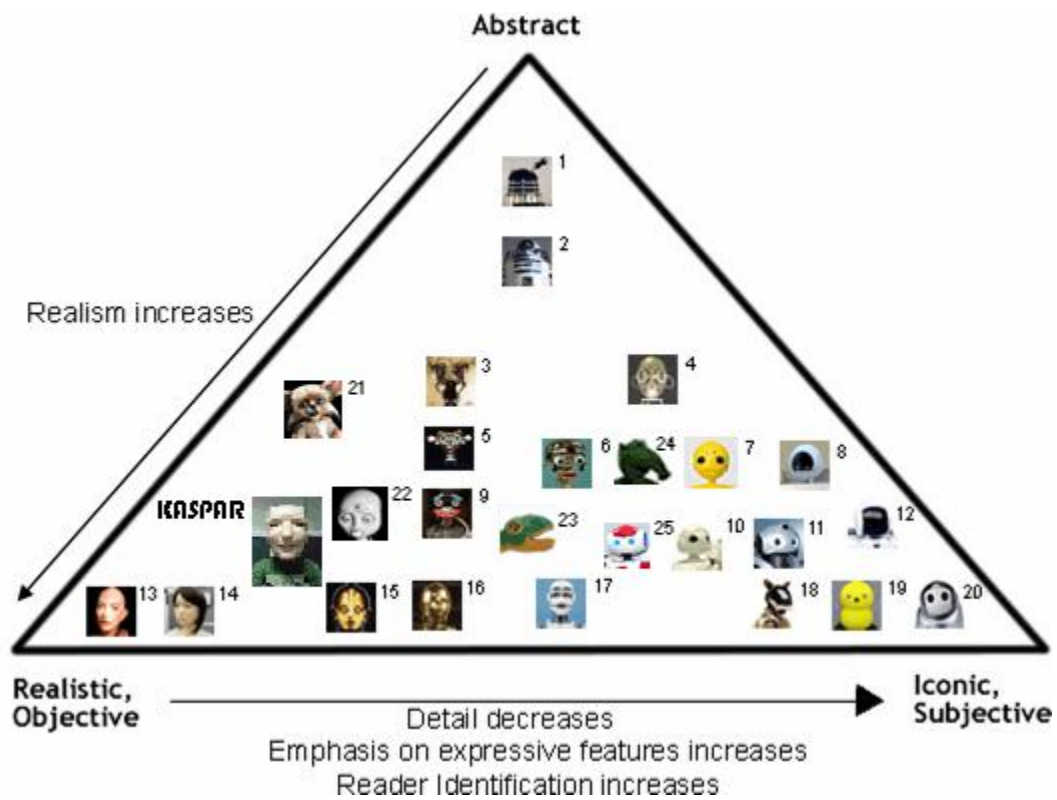 Abstract
1
2
Realism increases
3
4
21
5
6
24
7
8
KASPAR
22
9
23
25
10
11
12
13
14
15
16
17
18
19
20
Realistic,
Objective
Iconic,
Subjective
Detail decreases
Emphasis on expressive features increases
Reader Identification increases